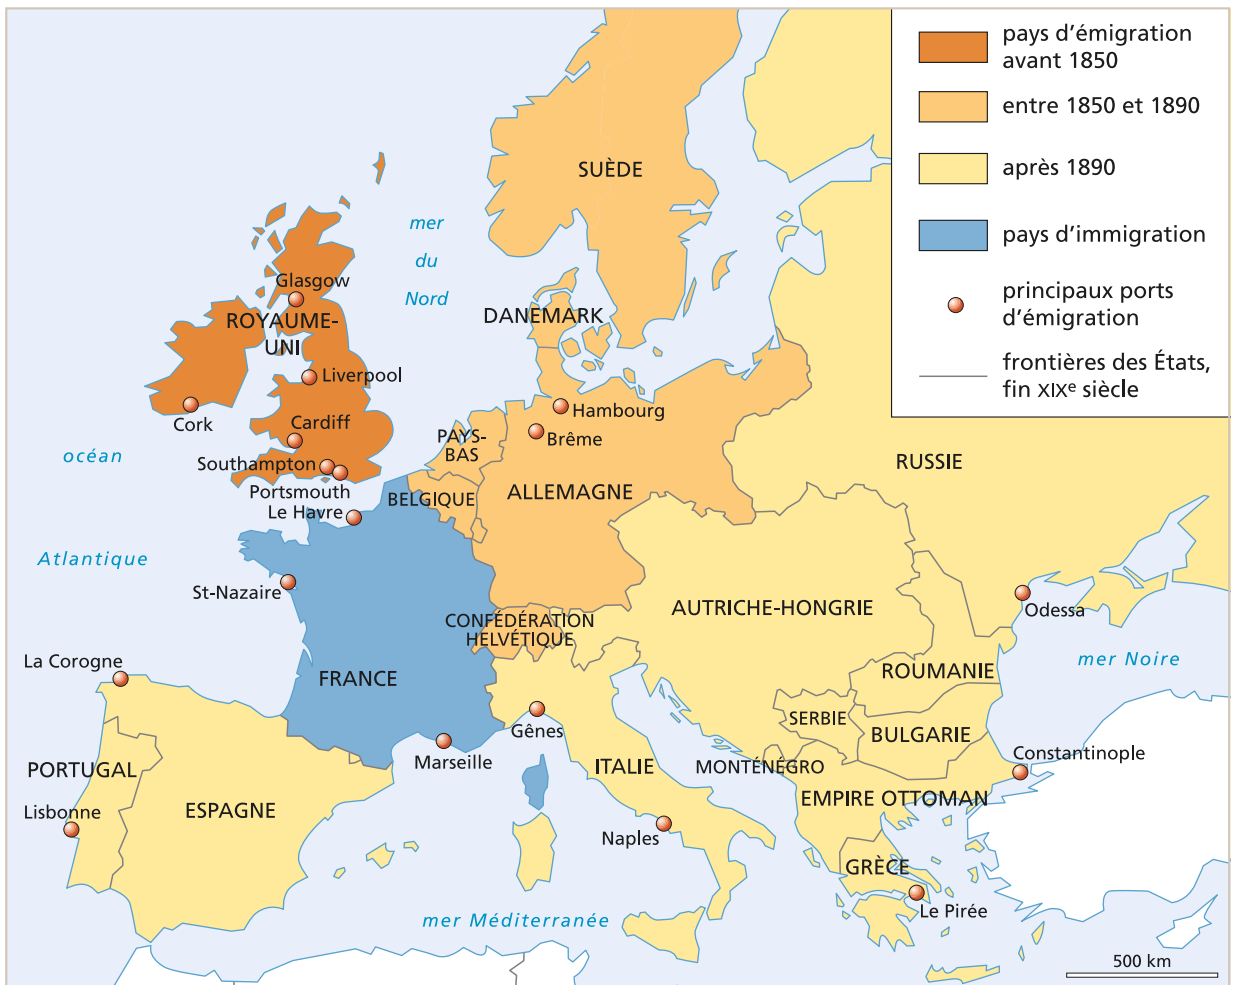 pays d'émigration
avant 1850
entre 1850 et 1890
après 1890
pays d'immigration
principaux ports
d'émigration
frontières des États,
fin XIXe siècle
SUÈDE
mer
du
Nord
Glasgow
DANEMARK
ROYAUME-
UNI
Liverpool
Hambourg
Cork
Cardiff
Brême
PAYS-
BAS
océan
Southampton
RUSSIE
Portsmouth
BELGIQUE
ALLEMAGNE
Le Havre
Atlantique
St-Nazaire
AUTRICHE-HONGRIE
Odessa
CONFÉDÉRATION
HELVÉTIQUE
La Corogne
FRANCE
ROUMANIE
mer Noire
SERBIE
Gênes
BULGARIE
Marseille
Constantinople
PORTUGAL
ITALIE
MONTÉNÉGRO
EMPIRE OTTOMAN
Lisbonne
ESPAGNE
Naples
GRÈCE
Le Pirée
mer Méditerranée
500 km